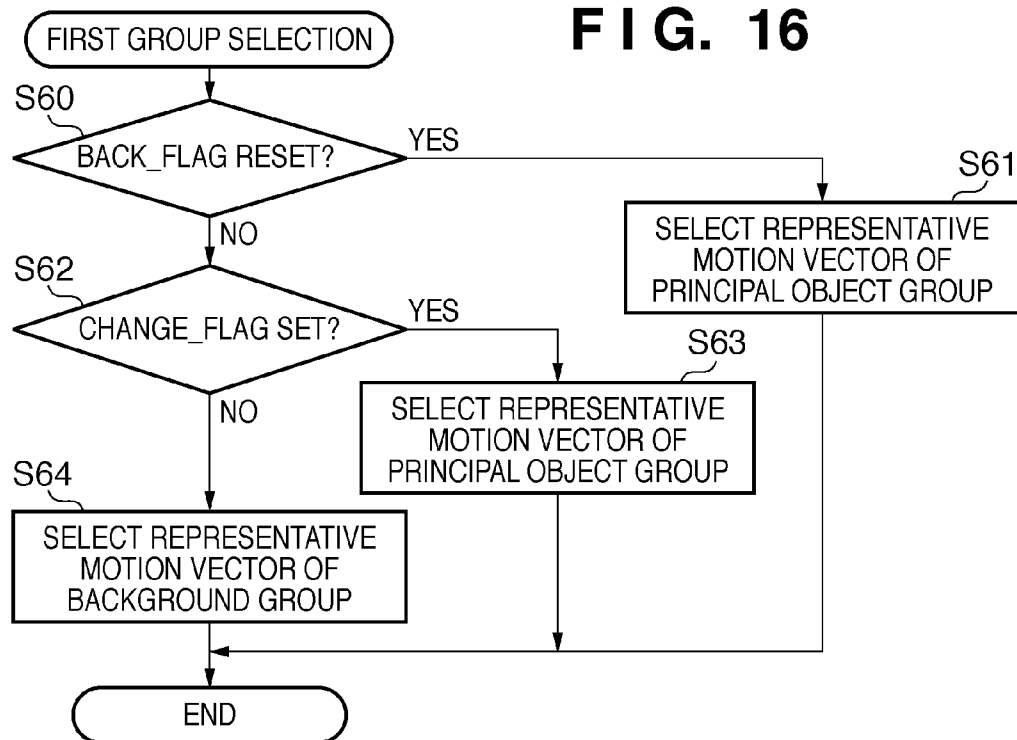 FIG. 16
FIRST GROUP SELECTION
S60
BACK_FLAG RESET?
YES
NO
S61
SELECT REPRESENTATIVE
MOTION VECTOR OF
PRINCIPAL OBJECT GROUP
S62
CHANGE_FLAG SET?
YES
NO
S63
SELECT REPRESENTATIVE
MOTION VECTOR OF
PRINCIPAL OBJECT GROUP
S64
SELECT REPRESENTATIVE
MOTION VECTOR OF
BACKGROUND GROUP
END